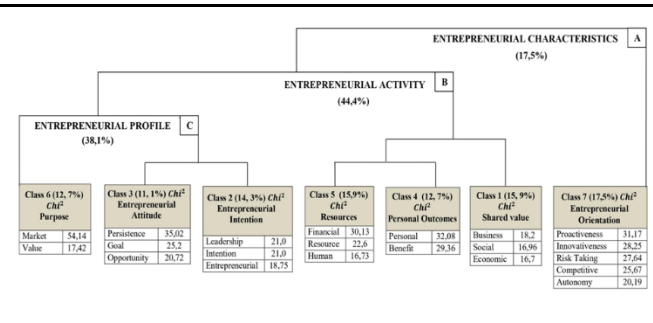 ENTREPRENEURIAL CHARACTERISTICS A
(17,5%)
ENTREPRENEURIAL ACTIVITY B
(44,4%)
ENTREPRENEURIAL PROFILE C
(38,1%)
Class 6 (12, 7%)
Chi²
Purpose
Market 54,14
Value 17,42
Class 3 (11, 1%) Chi²
Entrepreneurial
Attitude
Persistence 35,02
Goal 25,2
Opportunity 20,72
Class 2 (14, 3%) Chi²
Entrepreneurial
Intention
Leadership 21,0
Intention 21,0
Entrepreneurial 18,75
Class 5 (15,9%)
Chi²
Resources
Financial 30,13
Resource 22,6
Human 16,73
Class 4 (12, 7%)
Chi²
Personal Outcomes
Personal 32,08
Benefit 29,36
Class 1 (15, 9%)
Chi²
Shared value
Business 18,2
Social 16,96
Economic 16,7
Class 7 (17,5%) Chi²
Entrepreneurial
Orientation
Proactiveness 31,17
Innovativeness 28,25
Risk Taking 27,64
Competitive 25,67
Autonomy 20,19